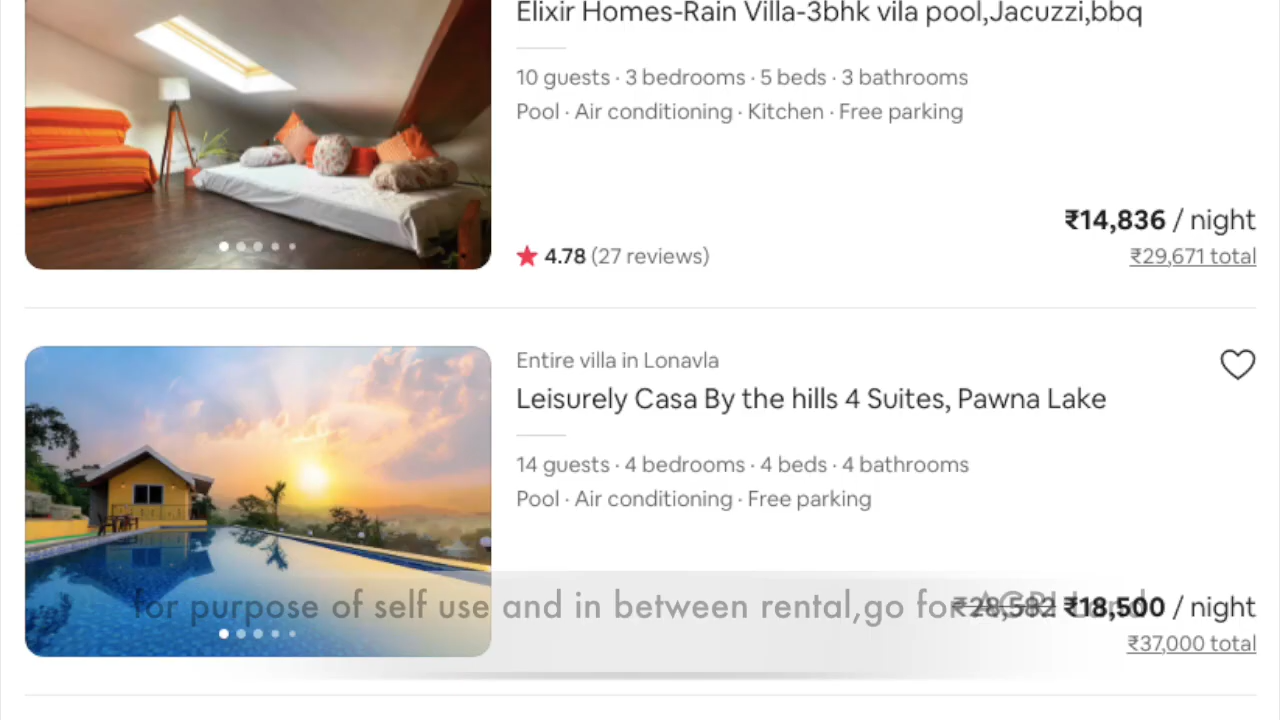 Elixir Homes-Rain Villa-3bhk vila pool,Jacuzzi,bbq
10 guests · 3 bedrooms · 5 beds · 3 bathrooms
Pool · Air conditioning · Kitchen · Free parking
₹14,836 / night
4.78 (27 reviews)
₹29,671 total
Entire villa in Lonavla
Leisurely Casa By the hills 4 Suites, Pawna Lake
14 guests · 4 bedrooms · 4 beds · 4 bathrooms
Pool · Air conditioning · Free parking
for purpose of self use and in between rental,go for
₹28,582 ₹18,500 / night
₹37,000 total